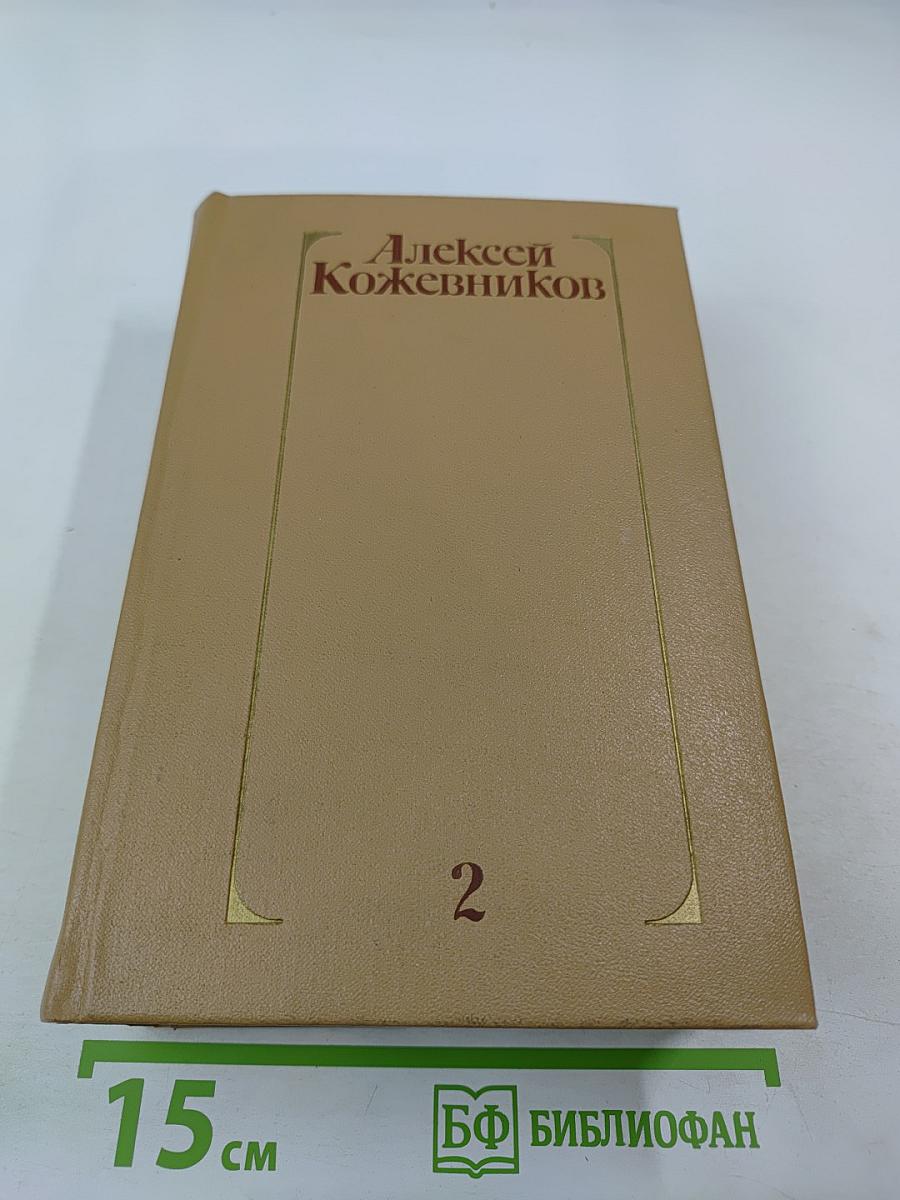 Алексей
Кожевников
2
15 см
БФ БИБЛИОФАН